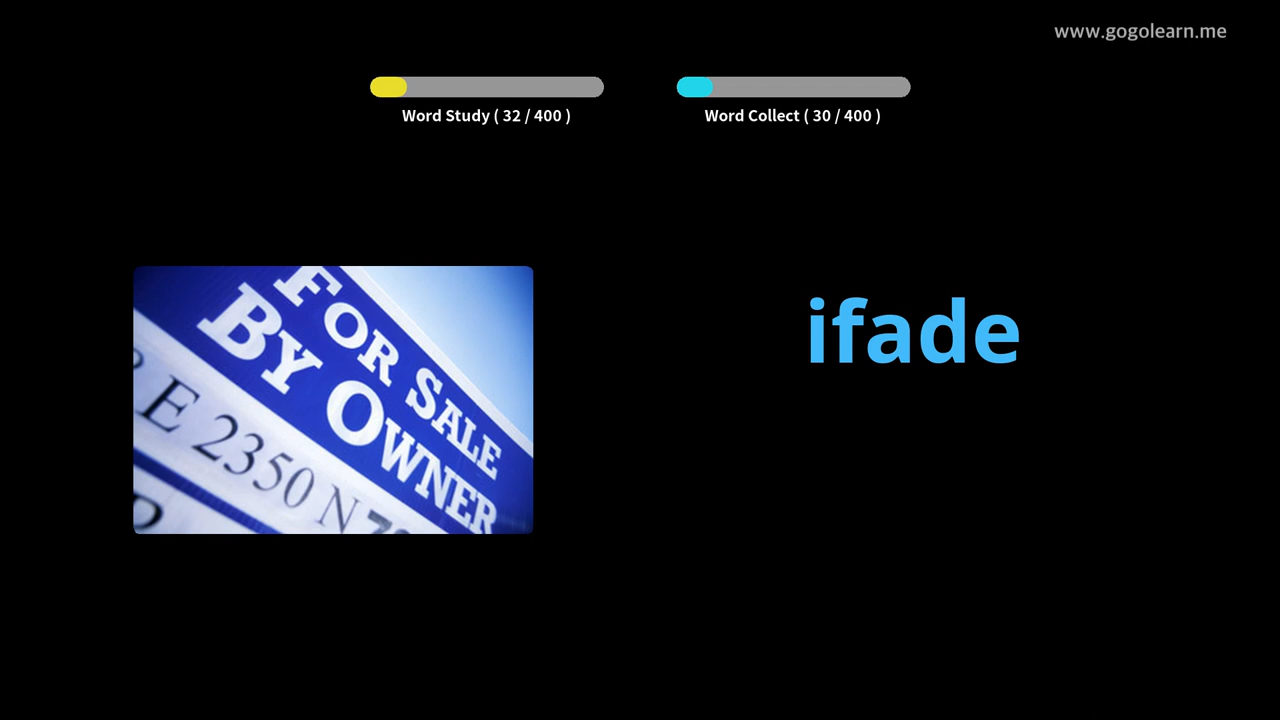 www.gogolearn.me
Word Study ( 32 / 400 )
Word Collect ( 30 / 400 )
FOR SALE
BY OWNER
E 2350 N
ifade